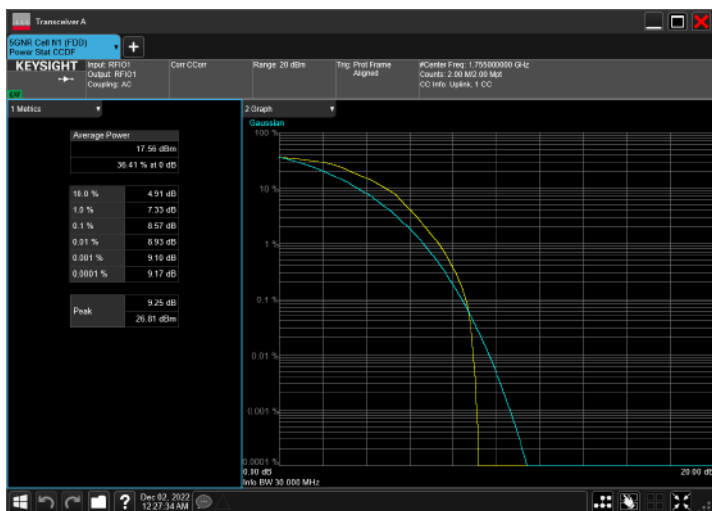 Transceiver A
5GNR Cell N1 (FDD)
Power Stat CCDF
KEYSIGHT
Input: RFIO1
Output: RFIO1
Coupling: AC
Corr CCorr
Range: 20 dBm
Trig: Prot Frame
Aligned
#Center Freq: 1.755000000 GHz
Counts: 2.00 M/2.00 Mpt
CC Info: Uplink, 1 CC
1 Metrics
Average Power
17.56 dBm
36.41 % at 0 dB
10.0 % 4.91 dB
1.0 % 7.33 dB
0.1 % 8.57 dB
0.01 % 8.93 dB
0.001 % 9.10 dB
0.0001 % 9.17 dB
Peak
9.25 dB
26.81 dBm
2 Graph
Gaussian
100 %
10 %
1 %
0.1 %
0.01 %
0.001 %
0.0001 %
0.00 dB
20.00 dB
Info BW 30.000 MHz
Dec 02, 2022
12:27:34 AM